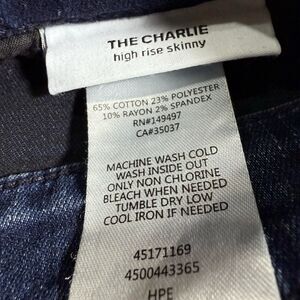 THE CHARLIE
high rise skinny
65% COTTON 23% POLYESTER
10% RAYON 2% SPANDEX
RN#149497
CA#35037
MACHINE WASH COLD
WASH INSIDE OUT
ONLY NON CHLORINE
BLEACH WHEN NEEDED
TUMBLE DRY LOW
COOL IRON IF NEEDED
45171169
4500443365
HPE